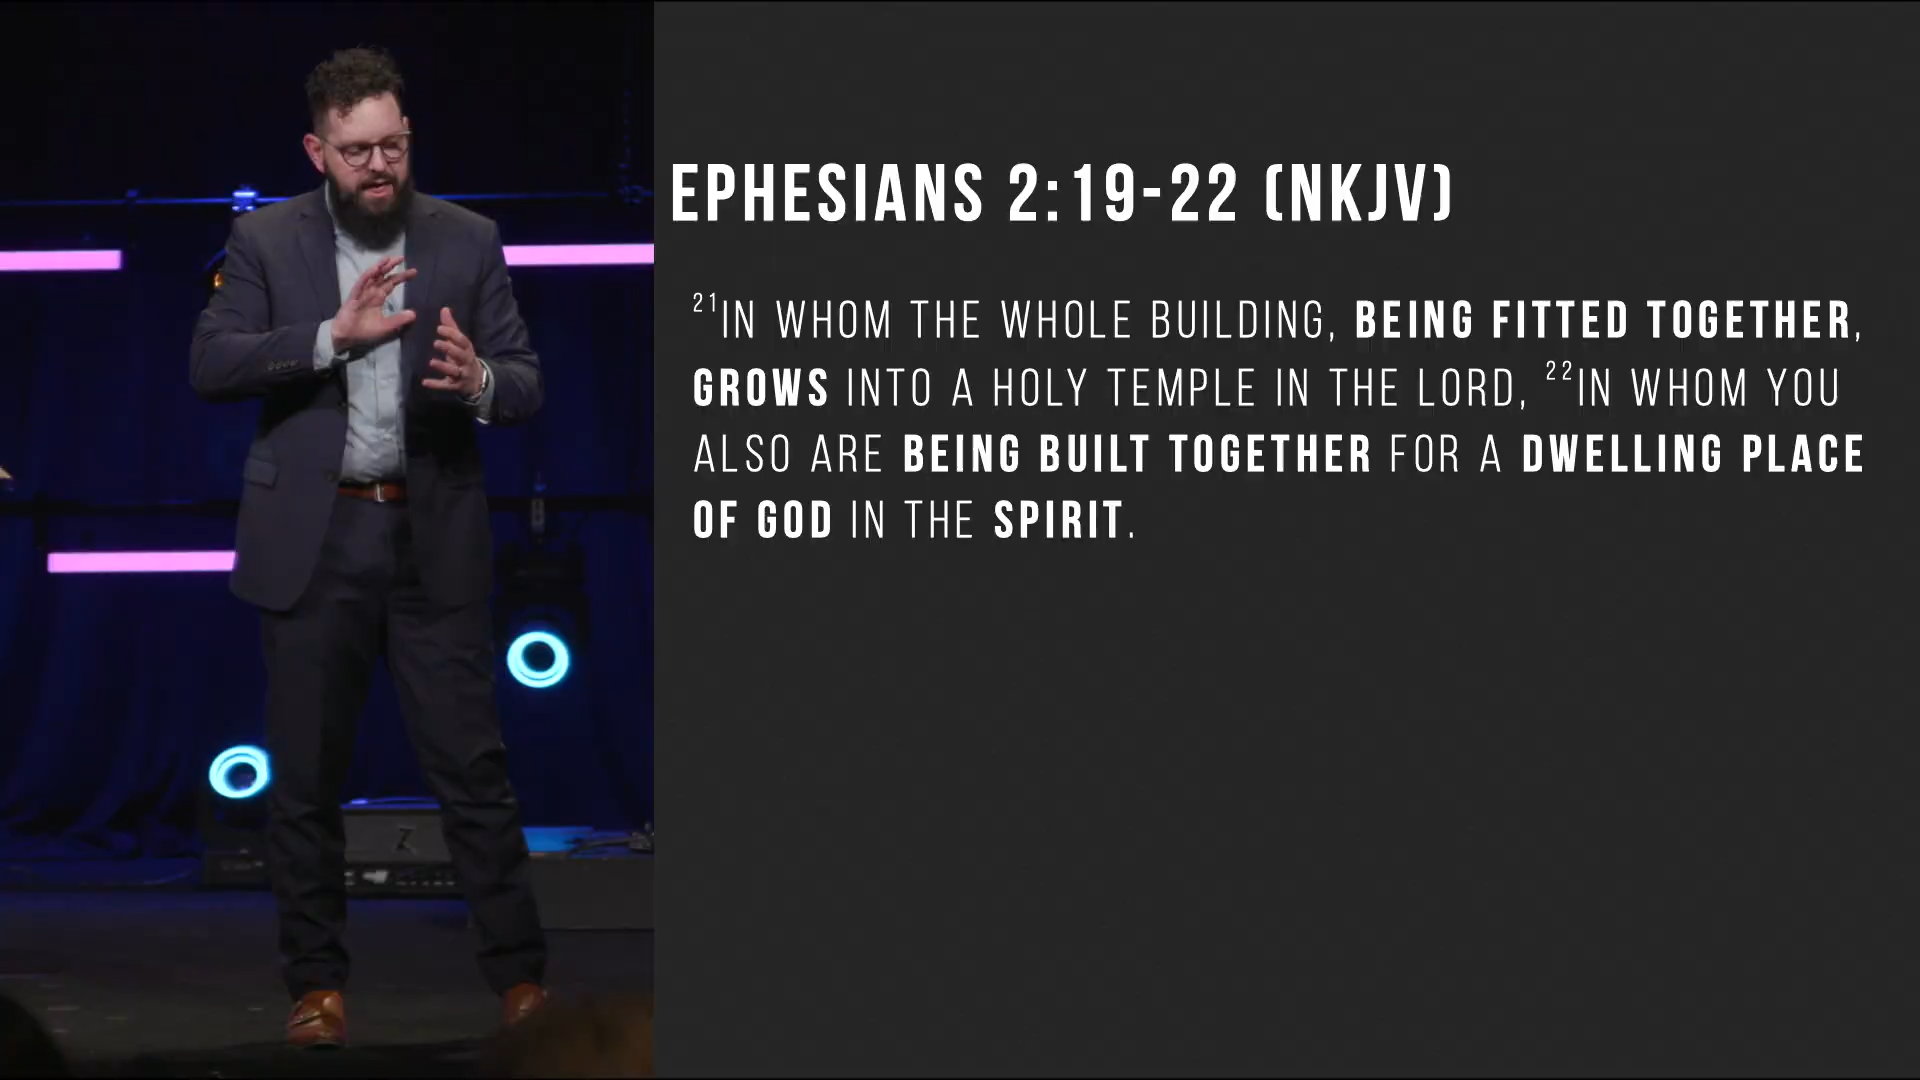 EPHESIANS 2:19-22 (NKJV)
²¹IN WHOM THE WHOLE BUILDING, BEING FITTED TOGETHER,
GROWS INTO A HOLY TEMPLE IN THE LORD, ²²IN WHOM YOU
ALSO ARE BEING BUILT TOGETHER FOR A DWELLING PLACE
OF GOD IN THE SPIRIT.